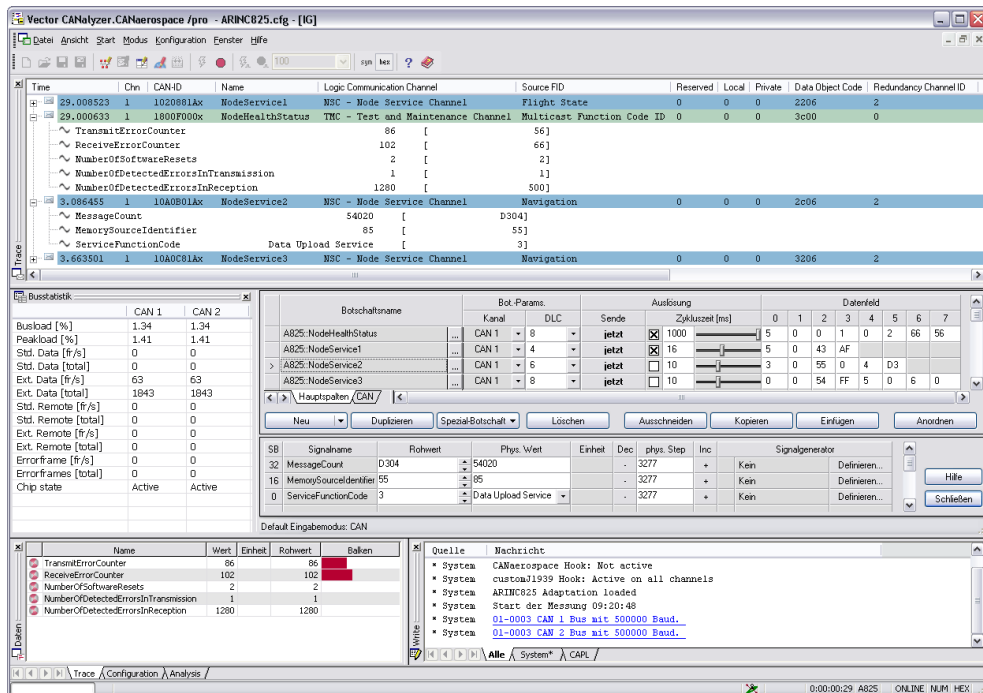 Vector CANalyzer.CANaerospace /pro - ARINC825.cfg - [IG]
Datei Ansicht Start Modus Konfiguration Fenster Hilfe
100 sym hex ?
Time Chn CAN-ID Name Logic Communication Channel Source FID Reserved Local Private Data Object Code Redundancy Channel ID
29.008523 1 1020881Ax NodeService1 NSC - Node Service Channel Flight State 0 0 0 2206 2
29.000633 1 1800F000x NodeHealthStatus TMC - Test and Maintenance Channel Multicast Function Code ID 0 0 0 3c00 0
TransmitErrorCounter 86 [ 56]
ReceiveErrorCounter 102 [ 66]
NumberOfSoftwareResets 2 [ 2]
NumberOfDetectedErrorsInTransmission 1 [ 1]
NumberOfDetectedErrorsInReception 1280 [ 500]
3.086455 1 10A0B01Ax NodeService2 NSC - Node Service Channel Navigation 0 0 0 2c06 2
MessageCount 54020 [ D304]
MemorySourceIdentifier 85 [ 55]
ServiceFunctionCode Data Upload Service [ 3]
3.663501 1 10A0C81Ax NodeService3 NSC - Node Service Channel Navigation 0 0 0 3206 2
Trace
Busstatistik
CAN 1 CAN 2
Busload [%] 1.34 1.34
Peakload [%] 1.41 1.41
Std. Data [fr/s] 0 0
Std. Data [total] 0 0
Ext. Data [fr/s] 63 63
Ext. Data [total] 1843 1843
Std. Remote [fr/s] 0 0
Std. Remote [total] 0 0
Ext. Remote [fr/s] 0 0
Ext. Remote [total] 0 0
Errorframe [fr/s] 0 0
Errorframes [total] 0 0
Chip state Active Active
Botschaftsname Bot.-Params. Auslösung Datenfeld
Kanal DLC Sende Zykluszeit [ms] 0 1 2 3 4 5 6 7
A825::NodeHealthStatus ... CAN 1 8 jetzt 1000 5 0 0 1 0 2 66 56
A825::NodeService1 ... CAN 1 4 jetzt 16 5 0 43 AF
A825::NodeService2 ... CAN 1 6 jetzt 10 3 0 55 0 4 D3
A825::NodeService3 ... CAN 1 8 jetzt 10 0 0 54 FF 5 0 6 0
Hauptspalten CAN
Neu Duplizieren Spezial-Botschaft Löschen Ausschneiden Kopieren Einfügen Anordnen
SB Signalname Rohwert Phys. Wert Einheit Dec phys. Step Inc Signalgenerator
32 MessageCount D304 54020 - 3277 + Kein Definieren...
16 MemorySourceIdentifier 55 85 - 3277 + Kein Definieren...
0 ServiceFunctionCode 3 Data Upload Service - 3277 + Kein Definieren...
Hilfe
Schließen
Default Eingabemodus: CAN
Name Wert Einheit Rohwert Balken
TransmitErrorCounter 86 86
ReceiveErrorCounter 102 102
NumberOfSoftwareResets 2 2
NumberOfDetectedErrorsInTransmission 1 1
NumberOfDetectedErrorsInReception 1280 1280
Daten
Quelle Nachricht
* System CANaerospace Hook: Not active
* System customJ1939 Hook: Active on all channels
* System ARINC825 Adaptation loaded
* System Start der Messung 09:20:48
* System 01-0003 CAN 1 Bus mit 500000 Baud.
* System 01-0003 CAN 2 Bus mit 500000 Baud.
Write
Alle System* CAPL
Trace Configuration Analysis
0:00:00:29 A825 ONLINE NUM HEX